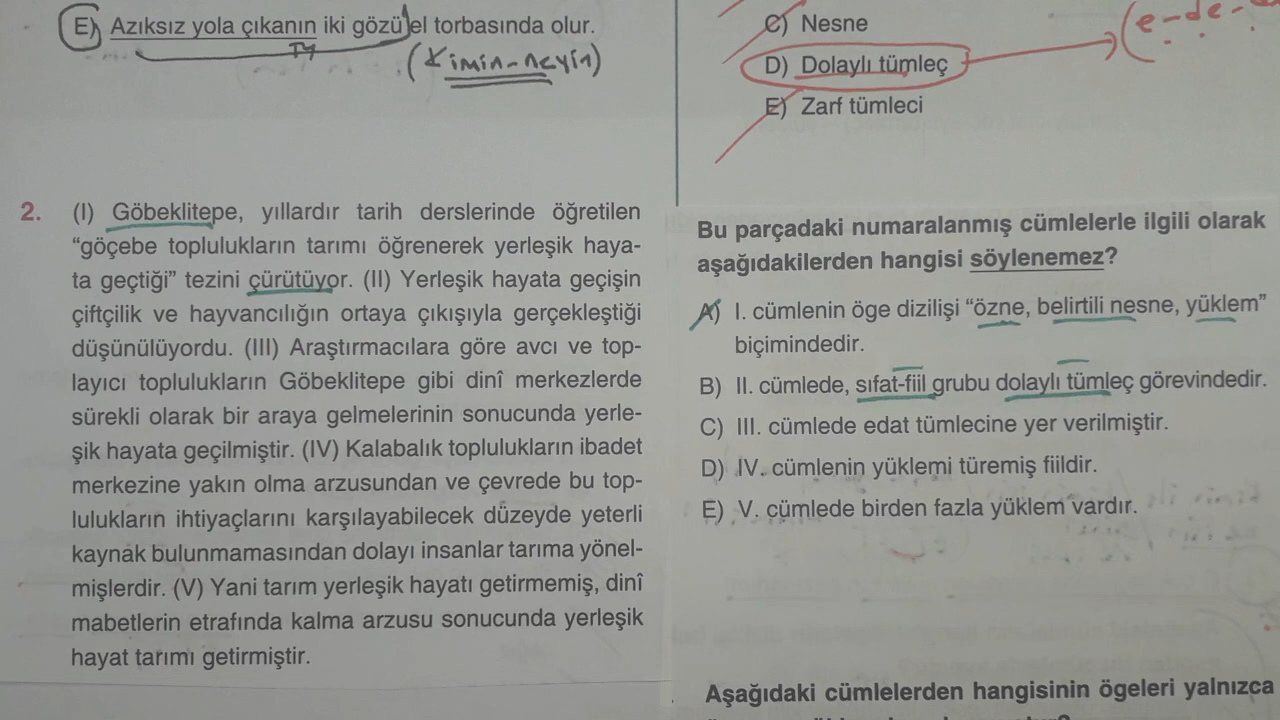 E) Azıksız yola çıkanın iki gözü el torbasında olur.
(Kimin-neyin)
2. (I) Göbeklitepe, yıllardır tarih derslerinde öğretilen
“göçebe toplulukların tarımı öğrenerek yerleşik haya-
ta geçtiği” tezini çürütüyor. (II) Yerleşik hayata geçişin
çiftçilik ve hayvancılığın ortaya çıkışıyla gerçekleştiği
düşünülüyordu. (III) Araştırmacılara göre avcı ve top-
layıcı toplulukların Göbeklitepe gibi dinî merkezlerde
sürekli olarak bir araya gelmelerinin sonucunda yerle-
şik hayata geçilmiştir. (IV) Kalabalık toplulukların ibadet
merkezine yakın olma arzusundan ve çevrede bu top-
lulukların ihtiyaçlarını karşılayabilecek düzeyde yeterli
kaynak bulunmamasından dolayı insanlar tarıma yönel-
mişlerdir. (V) Yani tarım yerleşik hayatı getirmemiş, dinî
mabetlerin etrafında kalma arzusu sonucunda yerleşik
hayat tarımı getirmiştir.
C) Nesne
D) Dolaylı tümleç
(e-de-
E) Zarf tümleci
Bu parçadaki numaralanmış cümlelerle ilgili olarak
aşağıdakilerden hangisi söylenemez?
A) I. cümlenin öge dizilişi “özne, belirtili nesne, yüklem”
biçimindedir.
B) II. cümlede, sıfat-fiil grubu dolaylı tümleç görevindedir.
C) III. cümlede edat tümlecine yer verilmiştir.
D) IV. cümlenin yüklemi türemiş fiildir.
E) V. cümlede birden fazla yüklem vardır.
Aşağıdaki cümlelerden hangisinin ögeleri yalnızca